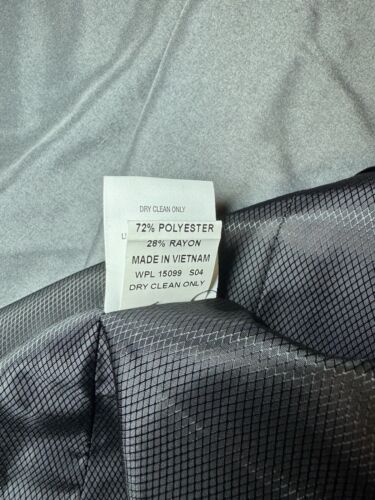 DRY CLEAN ONLY
72% POLYESTER
28% RAYON
MADE IN VIETNAM
WPL 15099 S04
DRY CLEAN ONLY